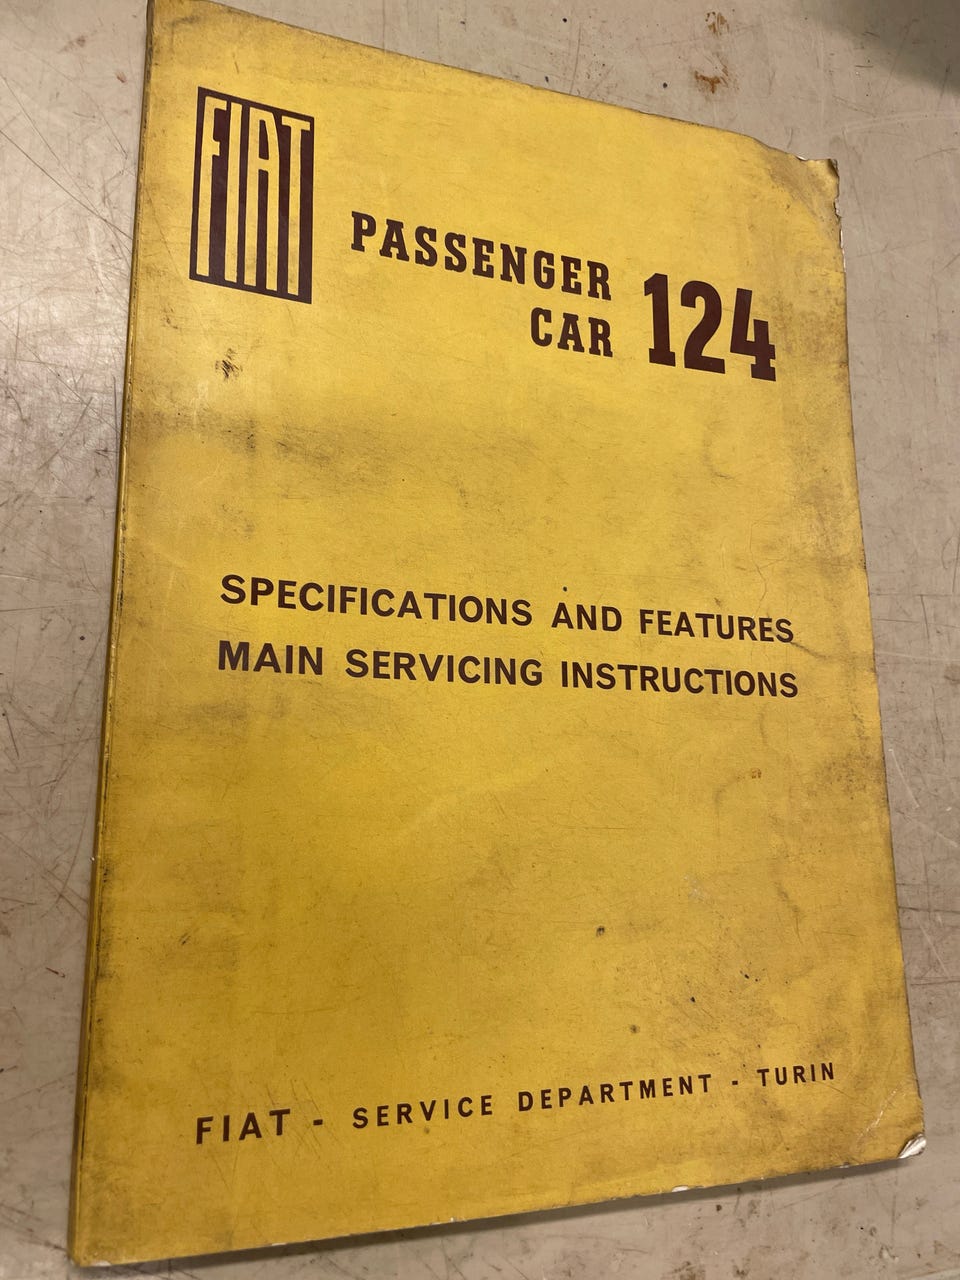 FIAT
PASSENGER
CAR 124
SPECIFICATIONS AND FEATURES
MAIN SERVICING INSTRUCTIONS
FIAT - SERVICE DEPARTMENT - TURIN